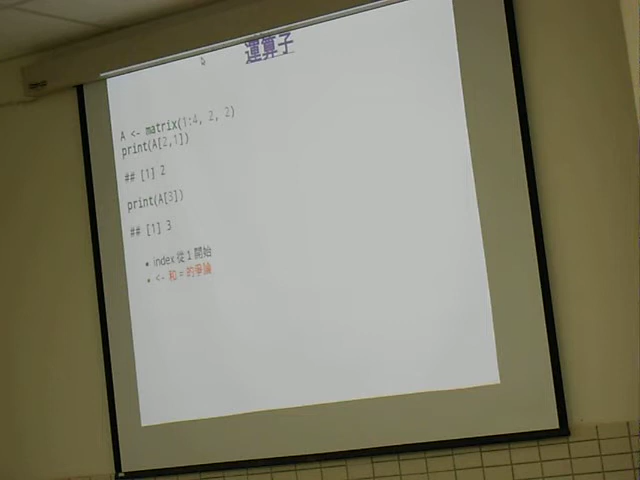 運算子
A <- matrix(1:4, 2, 2)
print(A[2,1])
## [1] 2
print(A[3])
## [1] 3
• index 從 1 開始
• <- 和 = 的爭論